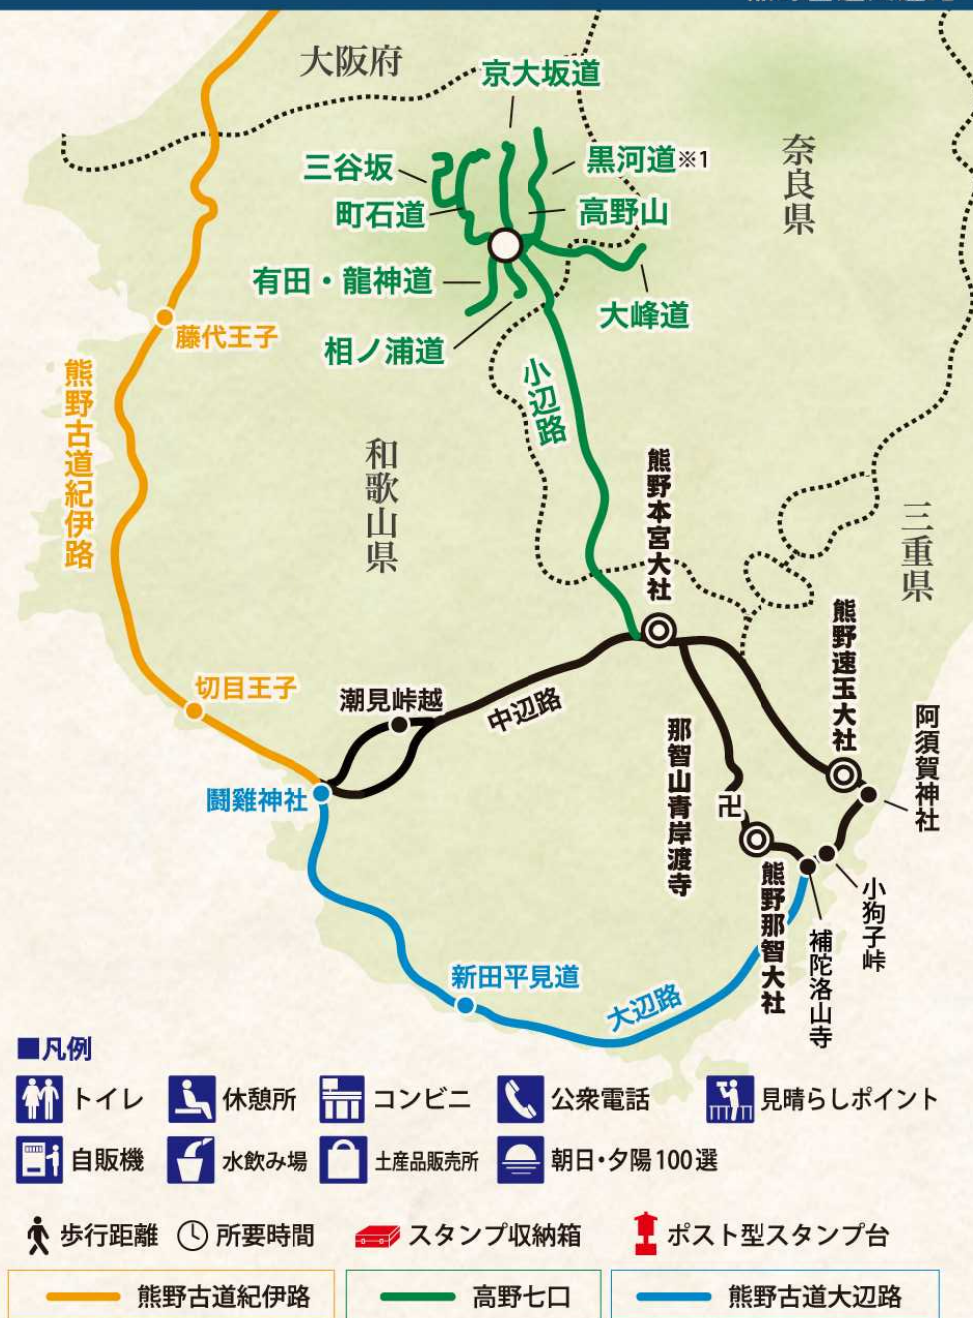 大阪府
京大坂道
奈良県
三谷坂
黒河道※1
町石道
高野山
有田・龍神道
大峰道
相ノ浦道
藤代王子
小辺路
熊野古道紀伊路
和歌山県
熊野本宮大社
三重県
熊野速玉大社
切目王子
潮見峠越
中辺路
那智山青岸渡寺
阿須賀神社
闘雞神社
卍
熊野那智大社
小狗子峠
補陀洛山寺
新田平見道
大辺路
■凡例
トイレ 休憩所 コンビニ 公衆電話 見晴らしポイント
自販機 水飲み場 土産品販売所 朝日・夕陽100選
歩行距離 所要時間 スタンプ収納箱 ポスト型スタンプ台
熊野古道紀伊路 高野七口 熊野古道大辺路